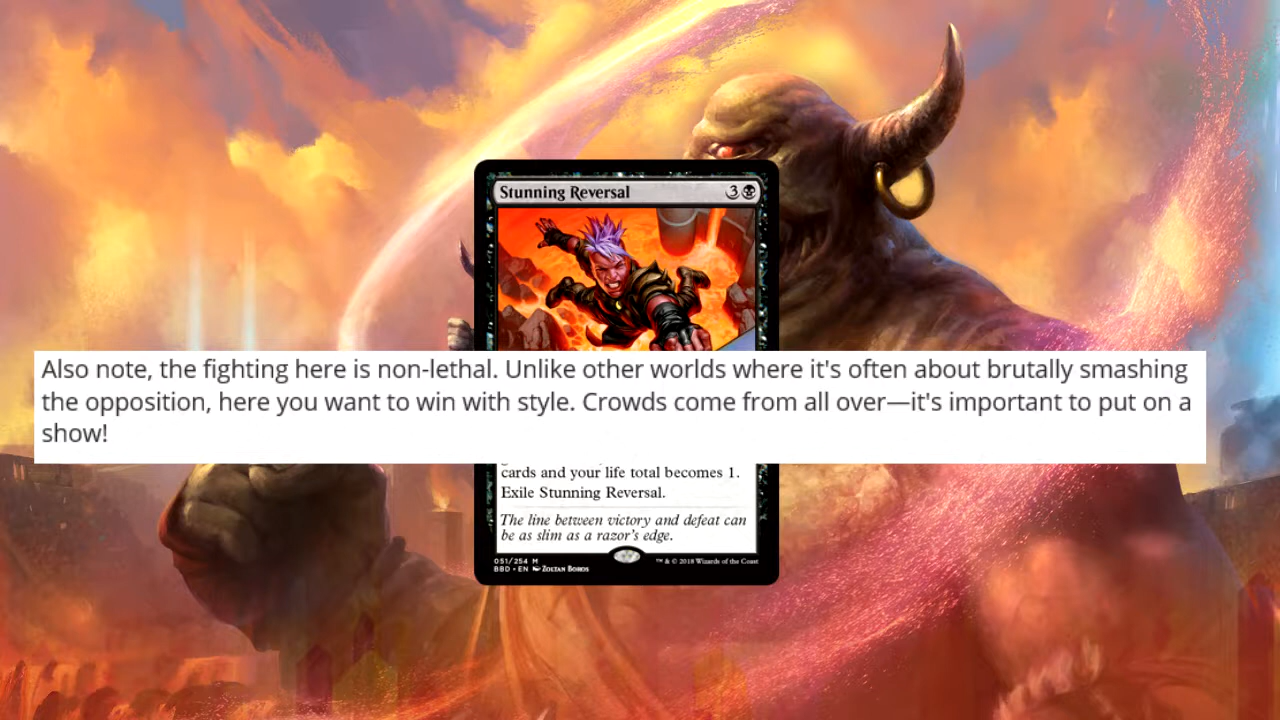 Stunning Reversal 3
Also note, the fighting here is non-lethal. Unlike other worlds where it's often about brutally smashing
the opposition, here you want to win with style. Crowds come from all over—it's important to put on a
show!
cards and your life total becomes 1.
Exile Stunning Reversal.
The line between victory and defeat can
be as slim as a razor's edge.
051/254 M
BBD • EN Zoltan Boros ™ & © 2018 Wizards of the Coast